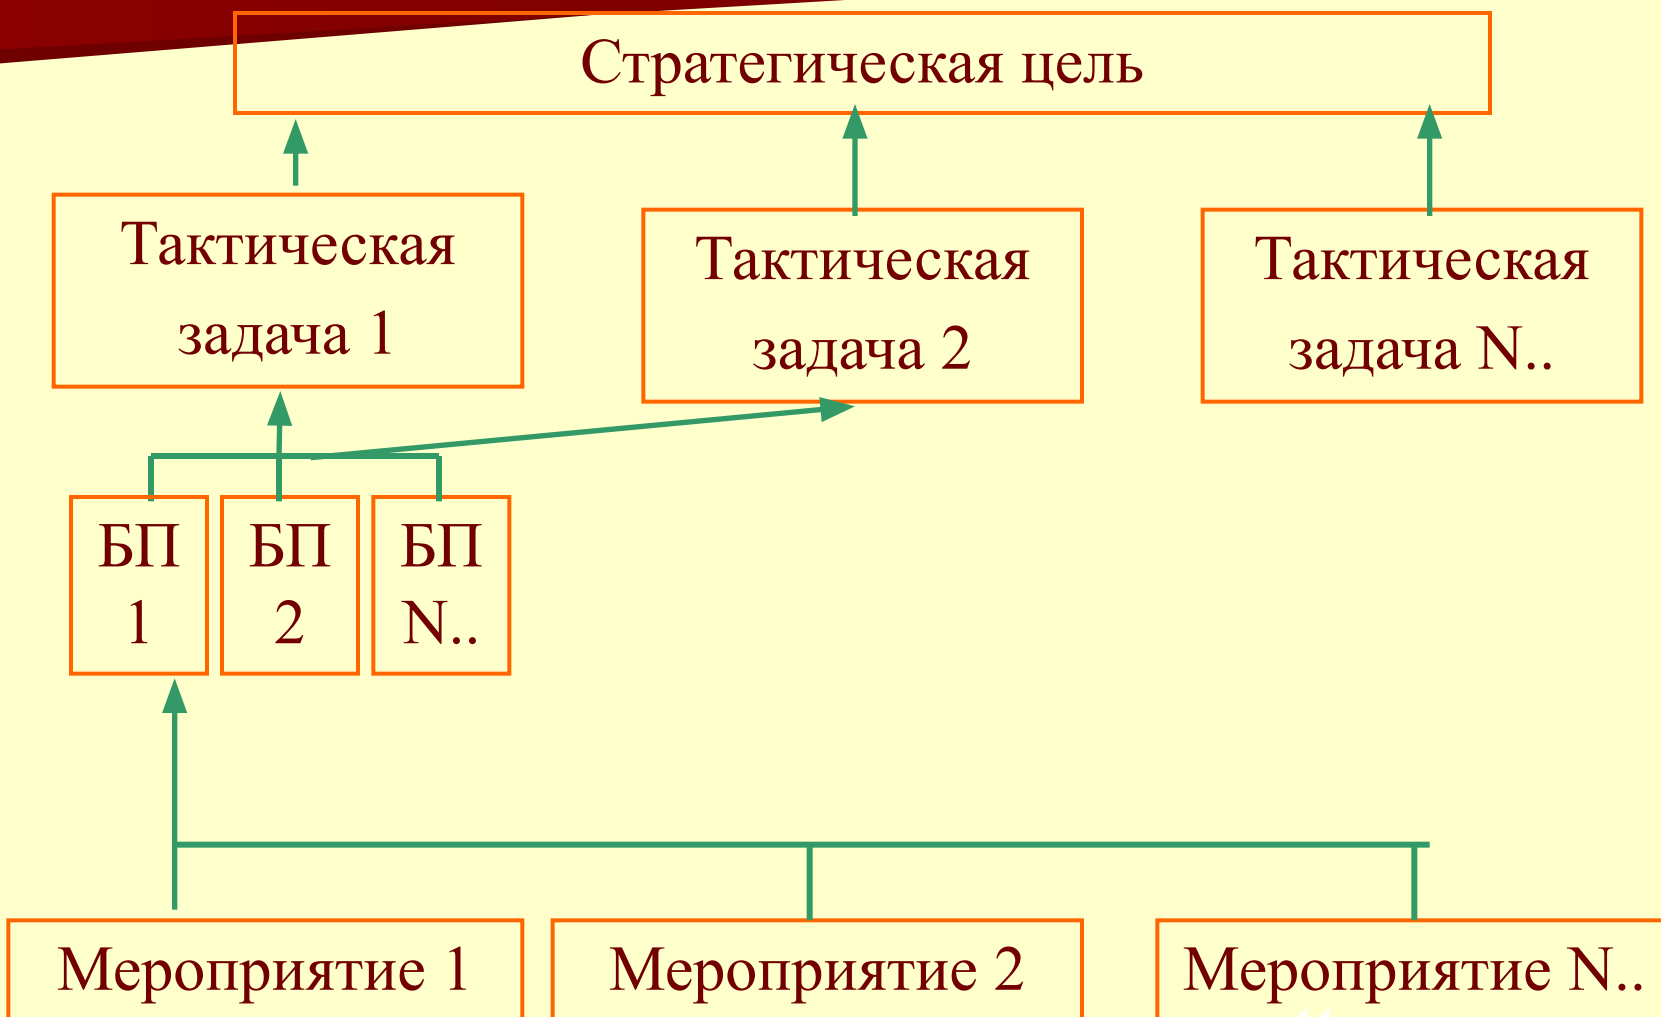 Стратегическая цель
Тактическая
задача 1
Тактическая
задача 2
Тактическая
задача N..
БП
1
БП
2
БП
N..
Мероприятие 1
Мероприятие 2
Мероприятие N..